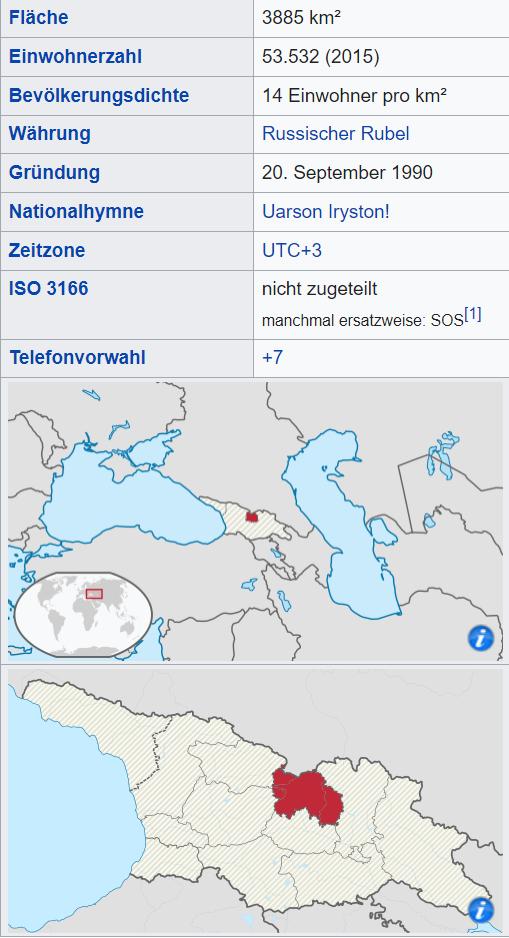 Fläche 3885 km²
Einwohnerzahl 53.532 (2015)
Bevölkerungsdichte 14 Einwohner pro km²
Währung Russischer Rubel
Gründung 20. September 1990
Nationalhymne Uarson Iryston!
Zeitzone UTC+3
ISO 3166 nicht zugeteilt
manchmal ersatzweise: SOS[1]
Telefonvorwahl +7
i
i